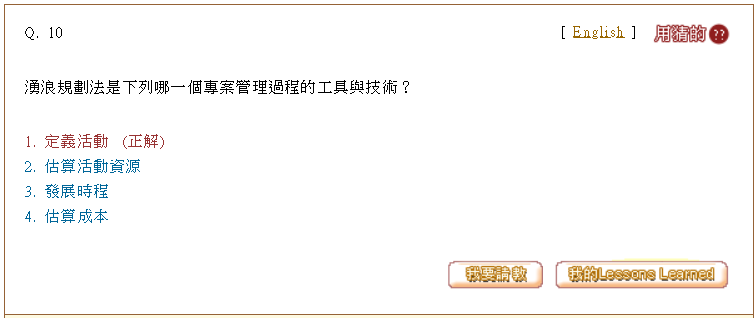 Q. 10 [ English ] 用猜的 ??
湧浪規劃法是下列哪一個專案管理過程的工具與技術？
1. 定義活動 (正解)
2. 估算活動資源
3. 發展時程
4. 估算成本
我要請教 我的Lessons Learned